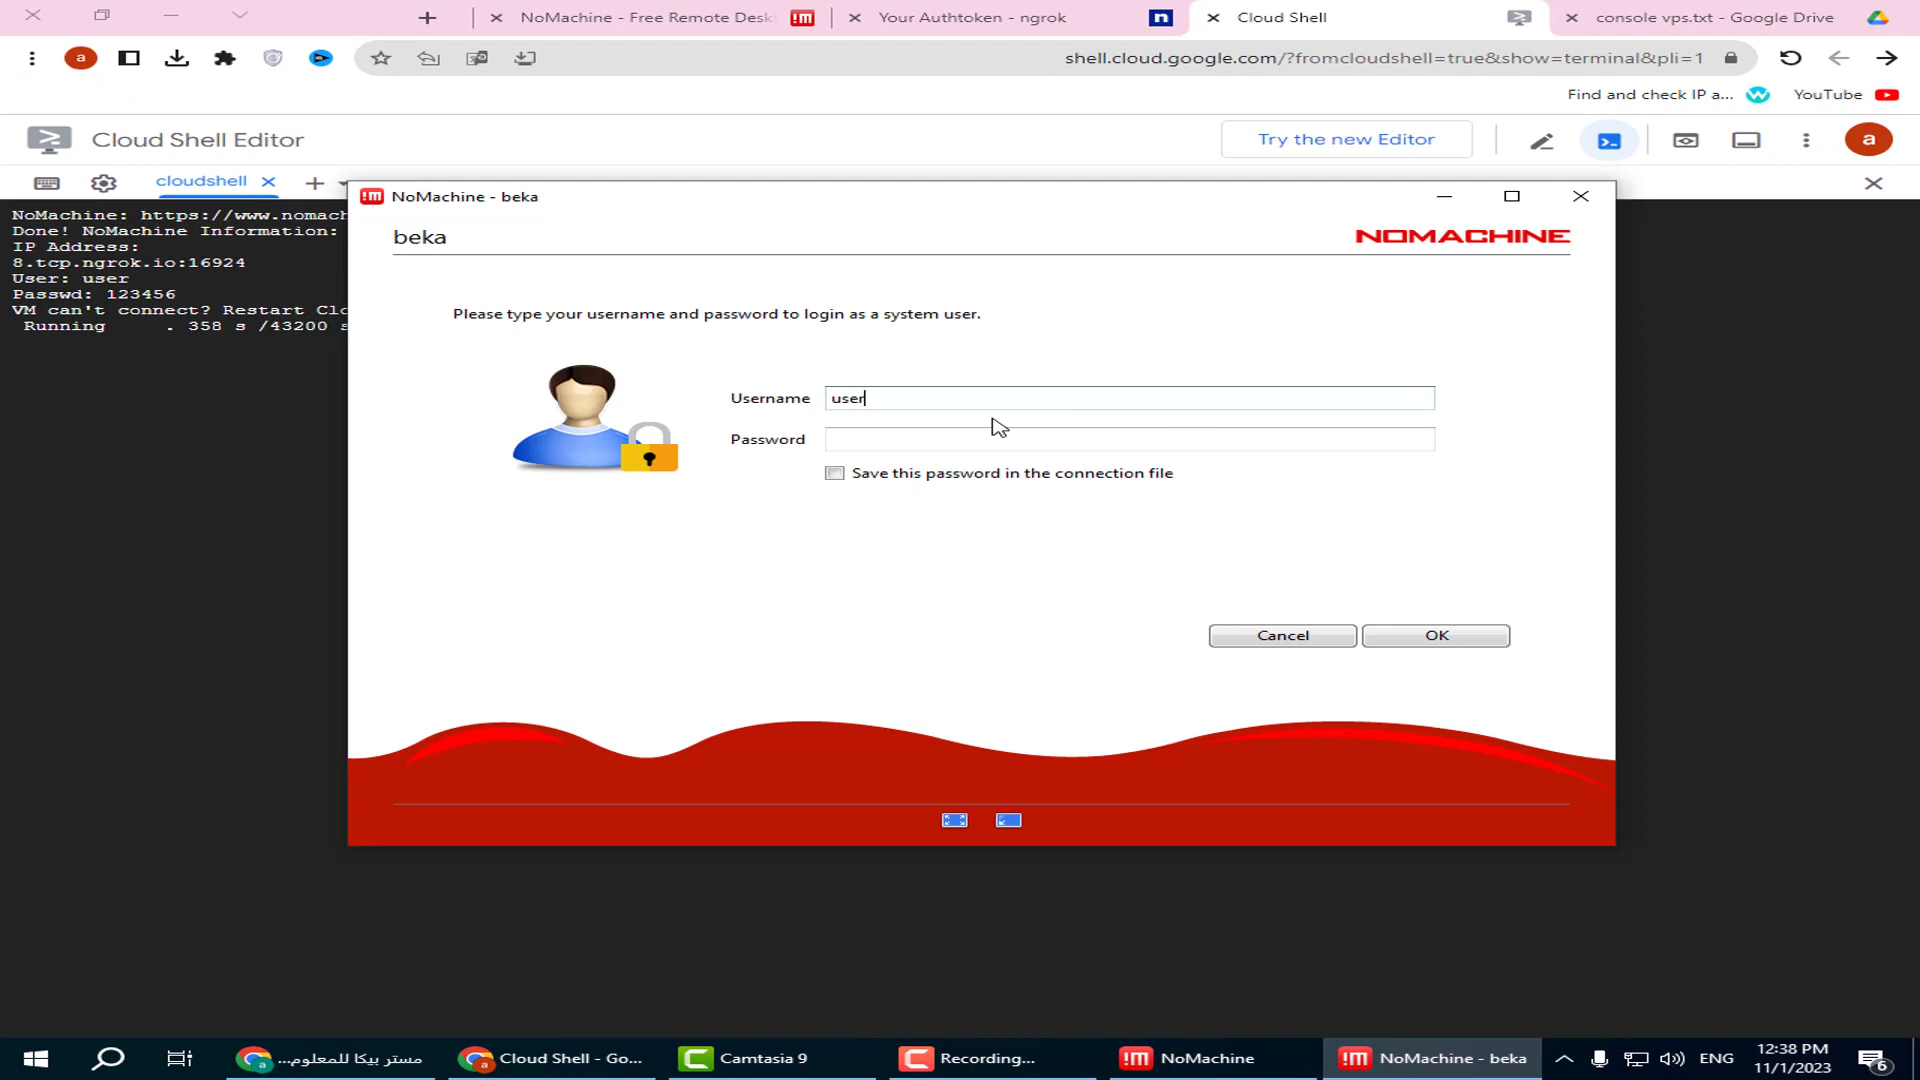 NoMachine - Free Remote Desk
Your Authtoken - ngrok
Cloud Shell
console vps.txt - Google Drive
a
shell.cloud.google.com/?fromcloudshell=true&show=terminal&pli=1
Find and check IP a...
YouTube
Cloud Shell Editor
Try the new Editor
a
cloudshell
NoMachine: https://www.nomach
Done! NoMachine Information:
IP Address:
8.tcp.ngrok.io:16924
User: user
Passwd: 123456
VM can't connect? Restart Clo
Running . 358 s /43200 s
NoMachine - beka
beka
NOMACHINE
Please type your username and password to login as a system user.
Username
user
Password
Save this password in the connection file
Cancel
OK
مستر بيكا للمعلوم...
Cloud Shell - Go...
Camtasia 9
Recording...
NoMachine
NoMachine - beka
ENG
12:38 PM
11/1/2023
6